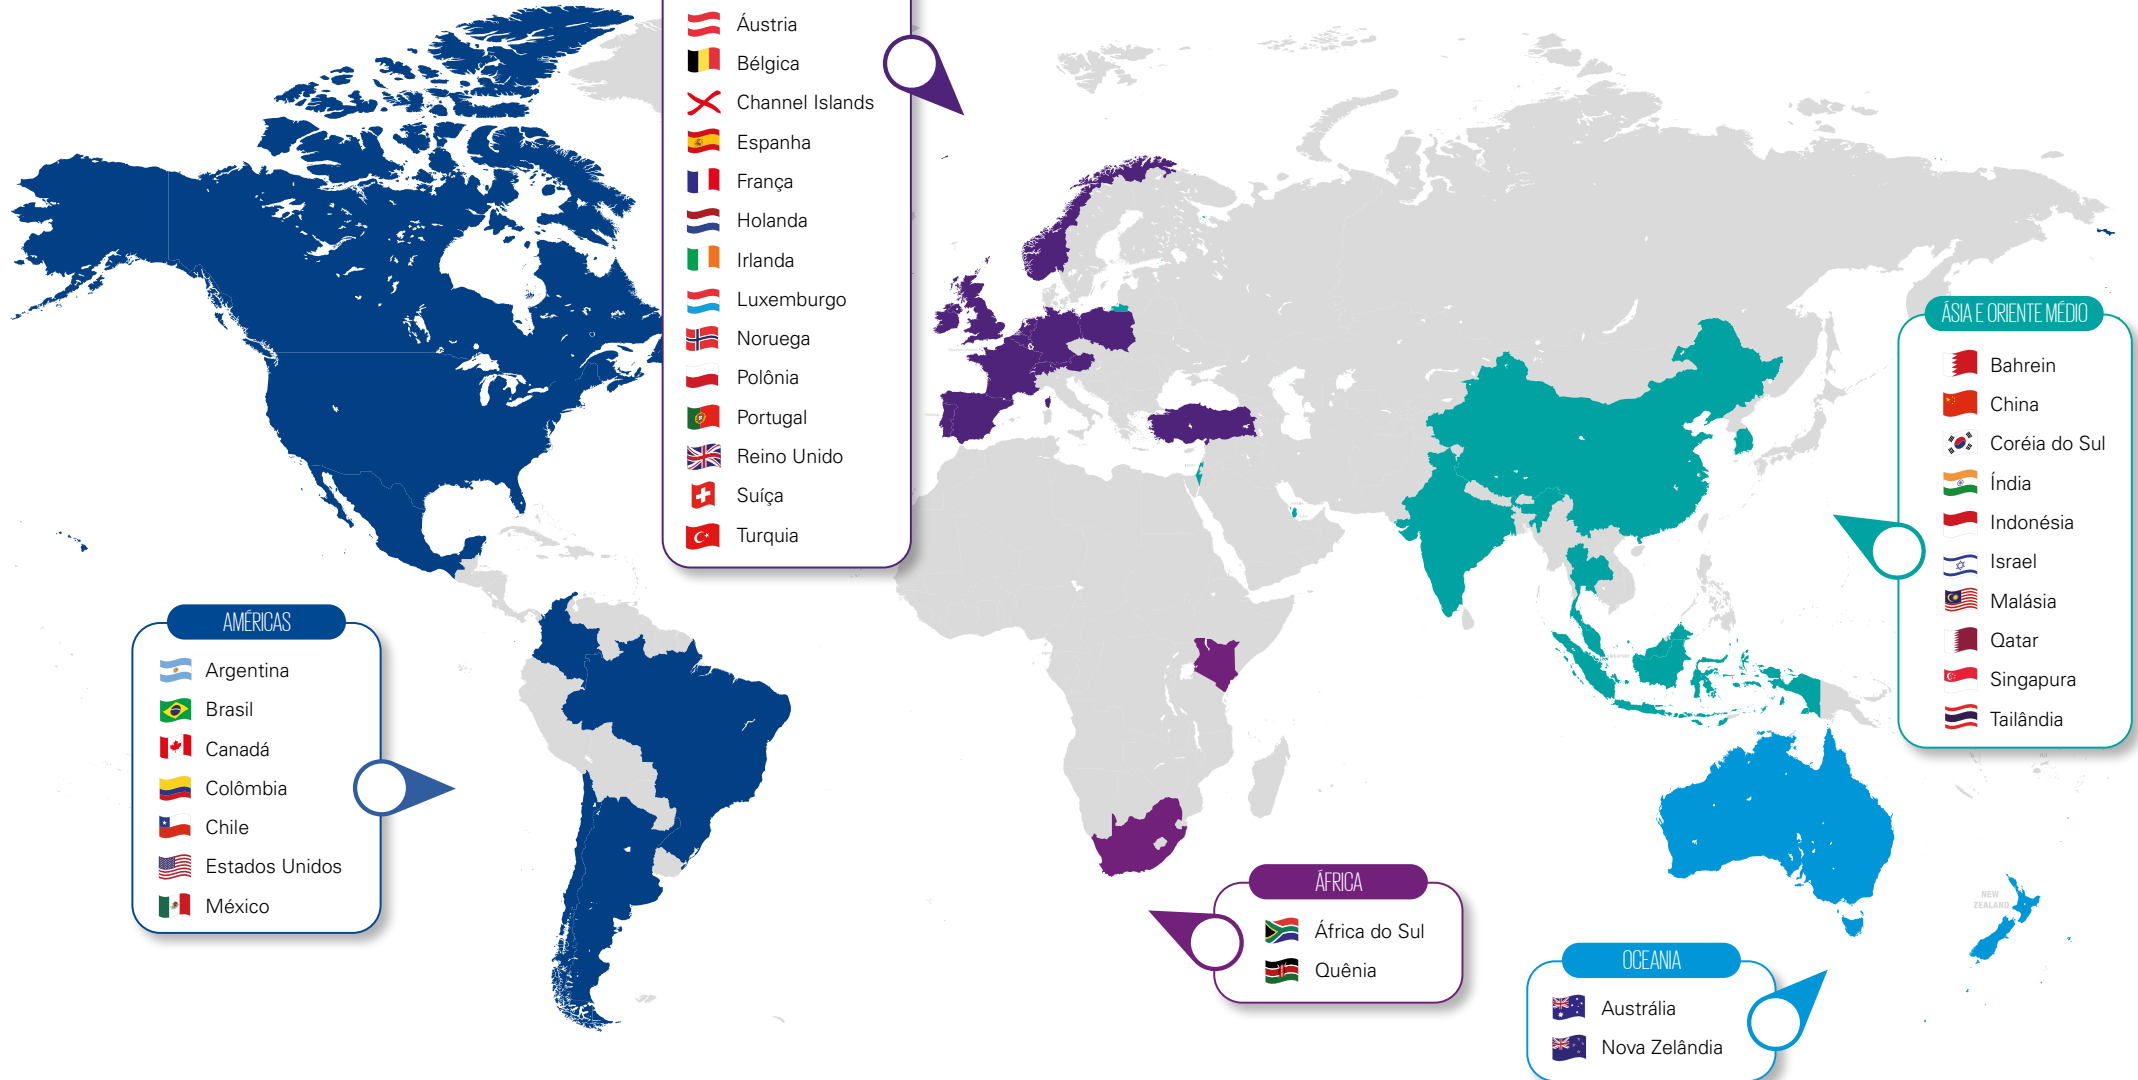 Áustria
Bélgica
Channel Islands
Espanha
França
Holanda
Irlanda
Luxemburgo
Noruega
Polônia
Portugal
Reino Unido
Suíça
Turquia
AMÉRICAS
Argentina
Brasil
Canadá
Colômbia
Chile
Estados Unidos
México
ÁFRICA
África do Sul
Quênia
ÁSIA E ORIENTE MÉDIO
Bahrein
China
Coréia do Sul
Índia
Indonésia
Israel
Malásia
Qatar
Singapura
Tailândia
NEW
ZEALAND
OCEANIA
Austrália
Nova Zelândia